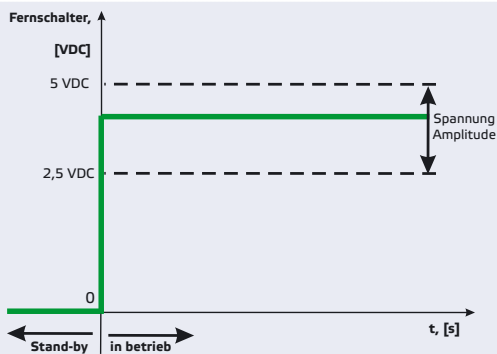 Fernschalter,
[VDC]
5 VDC
Spannung
Amplitude
2,5 VDC
0
t, [s]
Stand-by
in betrieb